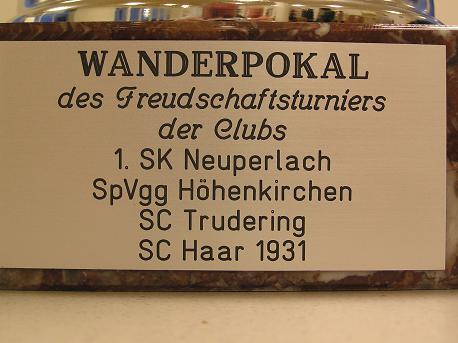 WANDERPOKAL
des Freudschaftsturniers
der Clubs
1. SK Neuperlach
SpVgg Höhenkirchen
SC Trudering
SC Haar 1931